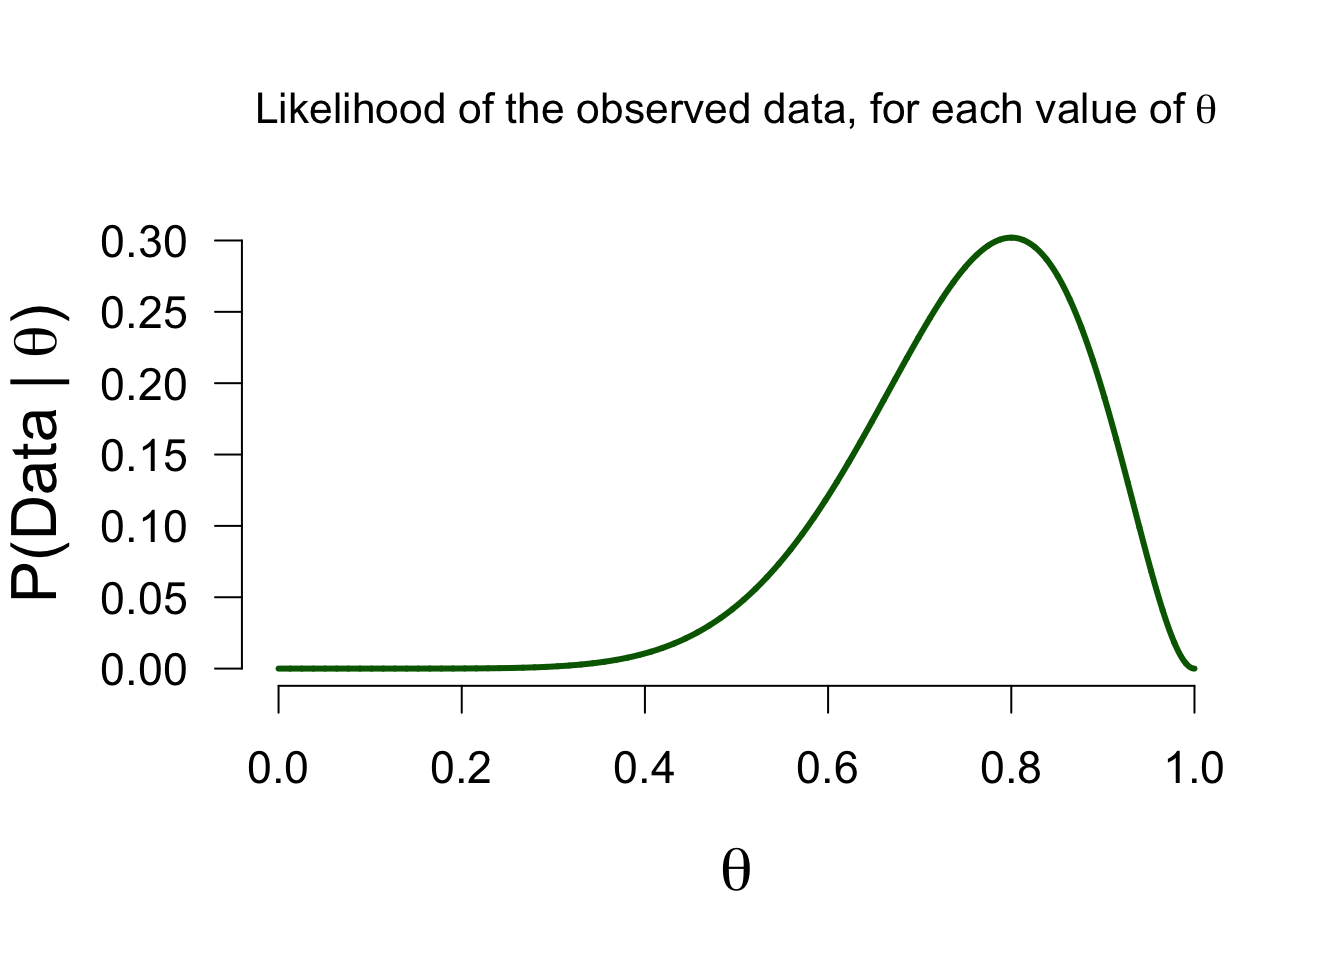 Likelihood of the observed data, for each value of θ
P(Data | θ)
0.30
0.25
0.20
0.15
0.10
0.05
0.00
0.0 0.2 0.4 0.6 0.8 1.0
θ